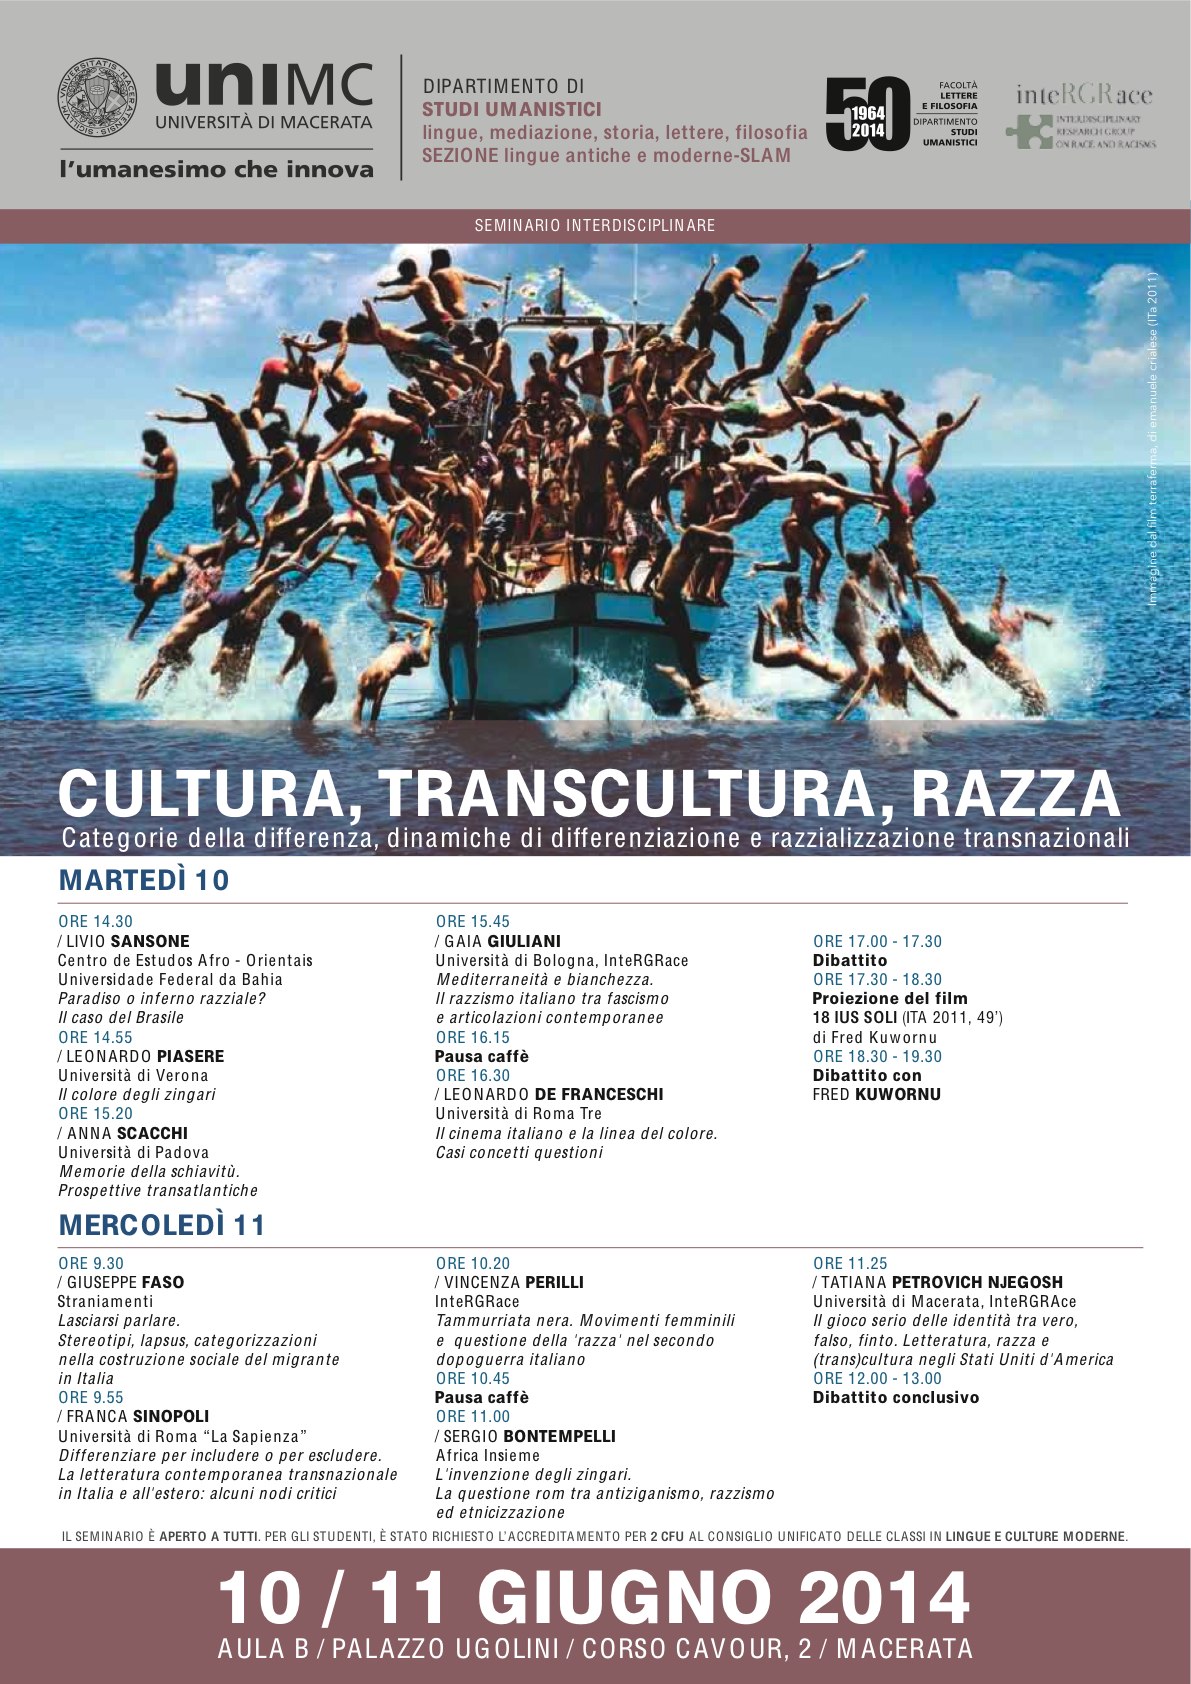 uniMC
UNIVERSITÀ DI MACERATA
l'umanesimo che innova
DIPARTIMENTO DI
STUDI UMANISTICI
lingue, mediazione, storia, lettere, filosofia
SEZIONE lingue antiche e moderne-SLAM
50
1964
2014
FACOLTÀ
LETTERE
E FILOSOFIA
DIPARTIMENTO
STUDI
UMANISTICI
inteRGRace
INTERDISCIPLINARY
RESEARCH GROUP
ON RACE AND RACISMS
SEMINARIO INTERDISCIPLINARE
Immagine dal film terraferma, di emanuele crialese (ITa 2011)
CULTURA, TRANSCULTURA, RAZZA
Categorie della differenza, dinamiche di differenziazione e razzializzazione transnazionali
MARTEDÌ 10
ORE 14.30
/ LIVIO SANSONE
Centro de Estudos Afro - Orientais
Universidade Federal da Bahia
Paradiso o inferno razziale?
Il caso del Brasile
ORE 14.55
/ LEONARDO PIASERE
Università di Verona
Il colore degli zingari
ORE 15.20
/ ANNA SCACCHI
Università di Padova
Memorie della schiavitù.
Prospettive transatlantiche
ORE 15.45
/ GAIA GIULIANI
Università di Bologna, InteRGRace
Mediterraneità e bianchezza.
Il razzismo italiano tra fascismo
e articolazioni contemporanee
ORE 16.15
Pausa caffè
ORE 16.30
/ LEONARDO DE FRANCESCHI
Università di Roma Tre
Il cinema italiano e la linea del colore.
Casi concetti questioni
ORE 17.00 - 17.30
Dibattito
ORE 17.30 - 18.30
Proiezione del film
18 IUS SOLI (ITA 2011, 49')
di Fred Kuwornu
ORE 18.30 - 19.30
Dibattito con
FRED KUWORNU
MERCOLEDÌ 11
ORE 9.30
/ GIUSEPPE FASO
Straniamenti
Lasciarsi parlare.
Stereotipi, lapsus, categorizzazioni
nella costruzione sociale del migrante
in Italia
ORE 9.55
/ FRANCA SINOPOLI
Università di Roma “La Sapienza”
Differenziare per includere o per escludere.
La letteratura contemporanea transnazionale
in Italia e all'estero: alcuni nodi critici
ORE 10.20
/ VINCENZA PERILLI
InteRGRace
Tammurriata nera. Movimenti femminili
e questione della 'razza' nel secondo
dopoguerra italiano
ORE 10.45
Pausa caffè
ORE 11.00
/ SERGIO BONTEMPELLI
Africa Insieme
L'invenzione degli zingari.
La questione rom tra antiziganismo, razzismo
ed etnicizzazione
ORE 11.25
/ TATIANA PETROVICH NJEGOSH
Università di Macerata, InteRGRAce
Il gioco serio delle identità tra vero,
falso, finto. Letteratura, razza e
(trans)cultura negli Stati Uniti d'America
ORE 12.00 - 13.00
Dibattito conclusivo
IL SEMINARIO È APERTO A TUTTI. PER GLI STUDENTI, È STATO RICHIESTO L'ACCREDITAMENTO PER 2 CFU AL CONSIGLIO UNIFICATO DELLE CLASSI IN LINGUE E CULTURE MODERNE.
10 / 11 GIUGNO 2014
AULA B / PALAZZO UGOLINI / CORSO CAVOUR, 2 / MACERATA